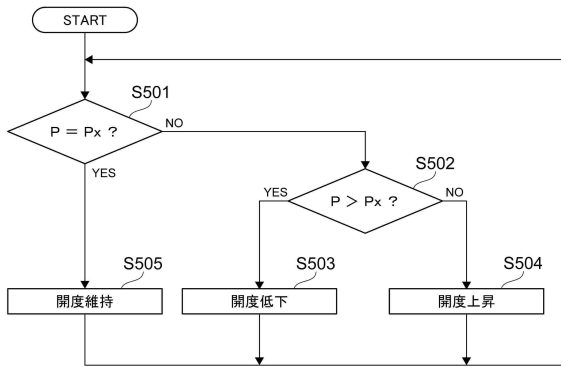 START
S501
P = Px ?
NO
YES
S502
P > Px ?
YES
NO
S505
開度維持
S503
開度低下
S504
開度上昇